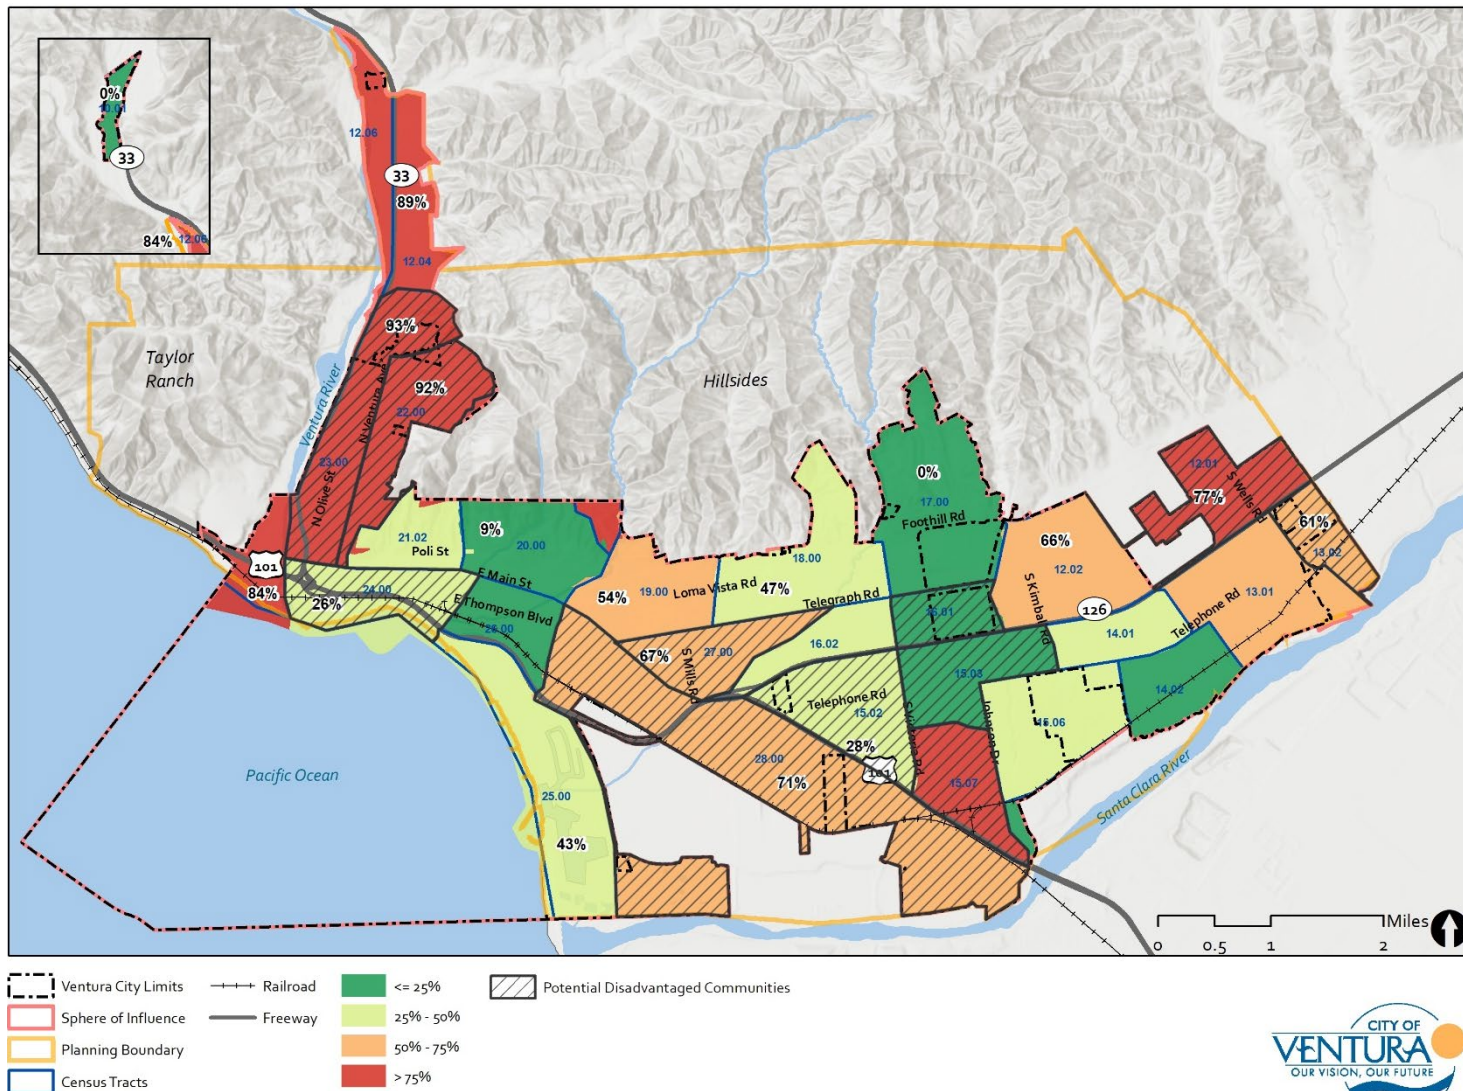 0%
10.01
33
84%
12.06
12.06
33
89%
12.04
Taylor
Ranch
Ventura River
93%
N Ventura Ave
92%
22.00
23.00
N Olive St
Hillsides
101
84%
21.02
Poli St
9%
20.00
E Main St
24.00
26%
E Thompson Blvd
26.00
54%
19.00
Loma Vista Rd
18.00
47%
Telegraph Rd
0%
17.00
Foothill Rd
66%
12.02
S Kimball Rd
12.01
77%
S Wells Rd
61%
13.02
13.01
126
Telephone Rd
14.01
14.02
16.01
16.02
67%
27.00
S Mills Rd
Telephone Rd
15.02
28%
S Victoria Rd
15.03
Johnson Dr
15.06
15.07
101
28.00
71%
Pacific Ocean
25.00
43%
Santa Clara River
Miles
0 0.5 1 2
Ventura City Limits
Sphere of Influence
Planning Boundary
Census Tracts
Railroad
Freeway
<= 25%
25% - 50%
50% - 75%
> 75%
Potential Disadvantaged Communities
CITY OF
VENTURA
OUR VISION, OUR FUTURE